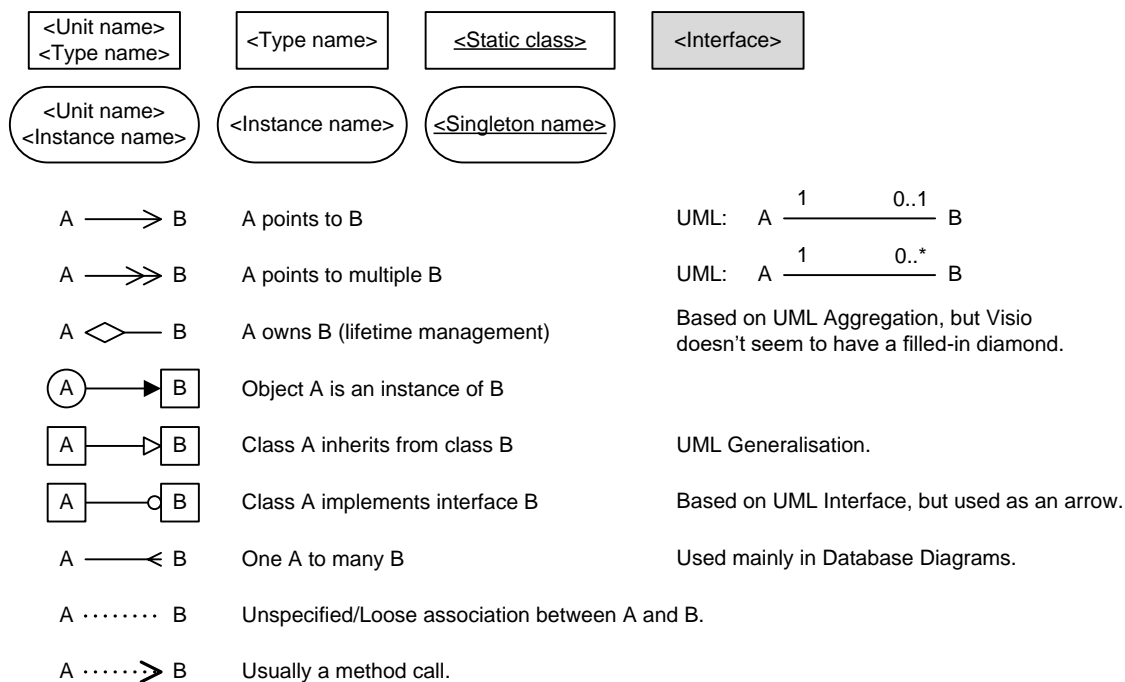 <Unit name>
<Type name>
<Type name>
<Static class>
<Interface>
<Unit name>
<Instance name>
<Instance name>
<Singleton name>
A B A points to B UML: A 1 0..1 B
A B A points to multiple B UML: A 1 0..* B
A B A owns B (lifetime management) Based on UML Aggregation, but Visio
doesn't seem to have a filled-in diamond.
A B Object A is an instance of B
A B Class A inherits from class B UML Generalisation.
A B Class A implements interface B Based on UML Interface, but used as an arrow.
A B One A to many B Used mainly in Database Diagrams.
A B Unspecified/Loose association between A and B.
A B Usually a method call.